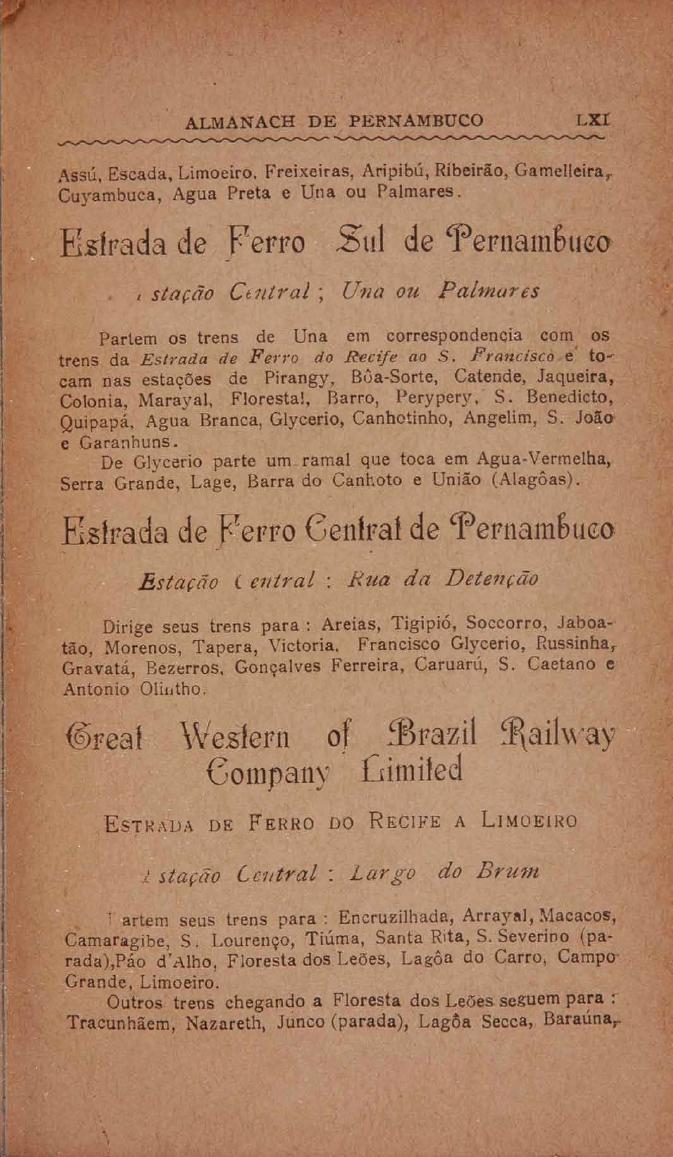 ALMANACH DE PERNAMBUCO LXI
Assú, Escada, Limoeiro, Freixeiras, Aripibú, Ribeirão, Gamelleira,
Cuyambuca, Agua Preta e Una ou Palmares.
Estrada de Ferro Sul de Pernambuco
stação Central; Una ou Palmares
Partem os trens de Una em correspondencia com os
trens da Estrada de Ferro do Recife ao S. Francisco e to-
cam nas estações de Pirangy, Bôa-Sorte, Catende, Jaqueira,
Colonia, Marayal, Floresta!, Barro, Perypery, S. Benedicto,
Quipapá, Agua Branca, Glycerio, Canhotinho, Angelim, S. João
e Garanhuns.
De Glycerio parte um ramal que toca em Agua-Vermelha,
Serra Grande, Lage, Barra do Canhoto e União (Alagôas).
Estrada de Ferro Central de Pernambuco
Estação Central : Rua da Detenção
Dirige seus trens para : Areias, Tigipió, Soccorro, Jaboa-
tão, Morenos, Tapera, Victoria, Francisco Glycerio, Russinha,
Gravatá, Bezerros, Gonçalves Ferreira, Caruarú, S. Caetano e
Antonio Olintho.
Great Western of Brazil Railway
Company Limited
ESTRADA DE FERRO DO RECIFE A LIMOEIRO
stação Central : Largo do Brum
artem seus trens para : Encruzilhada, Arrayal, Macacos,
Camaragibe, S. Lourenço, Tiúma, Santa Rita, S. Severino (pa-
rada),Páo d'Alho, Floresta dos Leões, Lagôa do Carro, Campo
Grande, Limoeiro.
Outros trens chegando a Floresta dos Leões seguem para :
Tracunhãem, Nazareth, Junco (parada), Lagôa Secca, Baraúna,